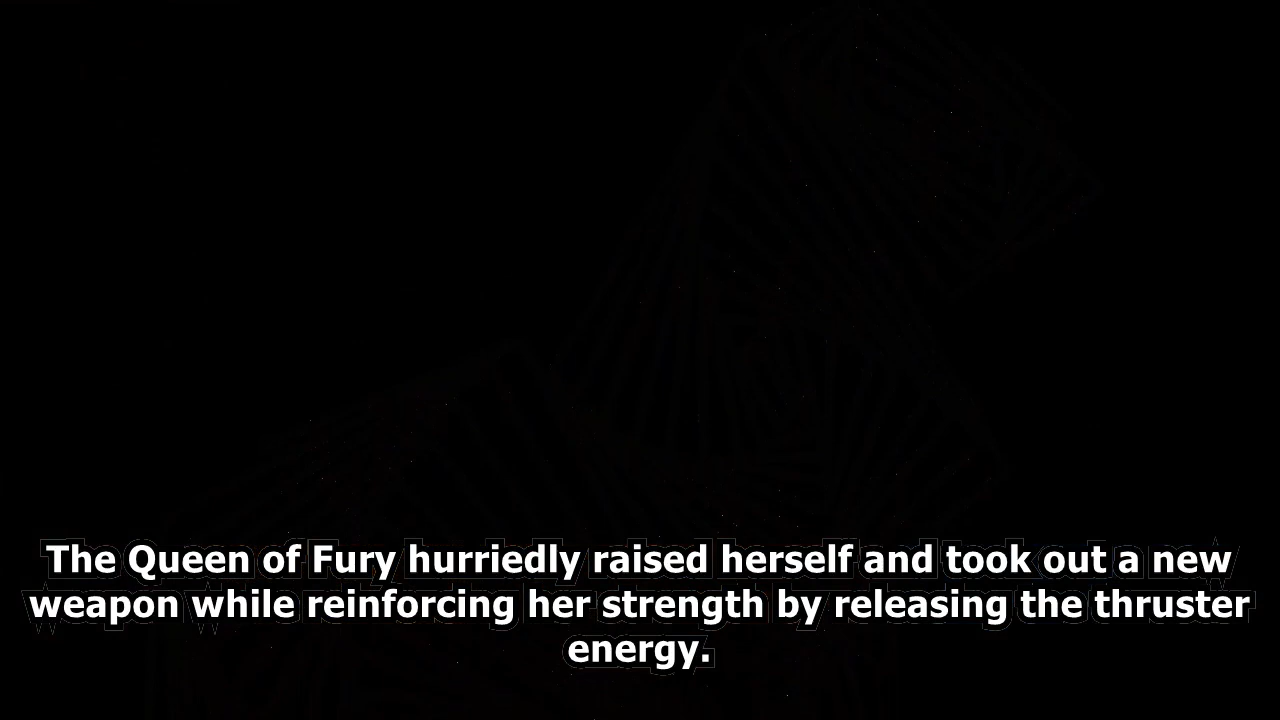 The Queen of Fury hurriedly raised herself and took out a new
weapon while reinforcing her strength by releasing the thruster
energy.